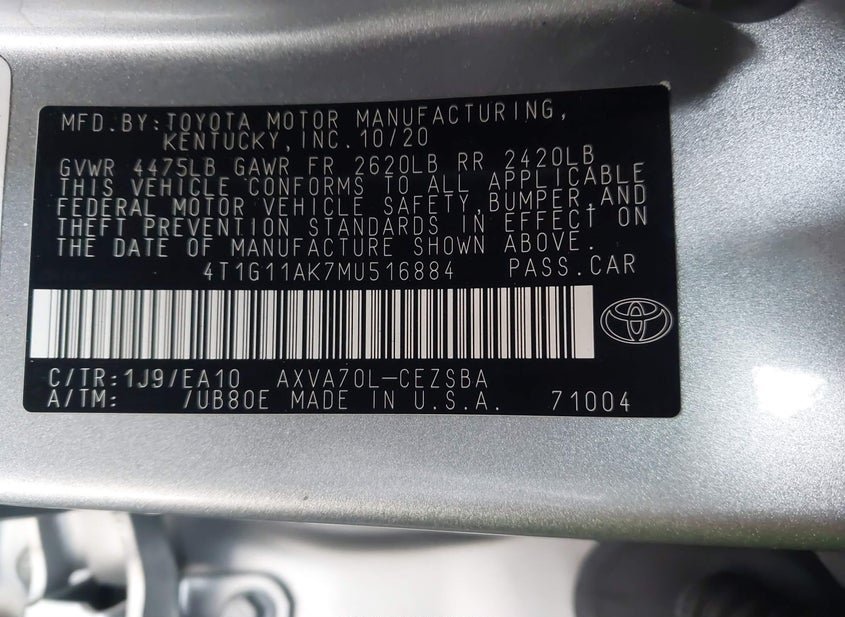 MFD.BY:TOYOTA MOTOR MANUFACTURING,
KENTUCKY,INC.10/20
GVWR 4475LB GAWR FR 2620LB RR 2420LB
THIS VEHICLE CONFORMS TO ALL APPLICABLE
FEDERAL MOTOR VEHICLE SAFETY,BUMPER,AND
THEFT PREVENTION STANDARDS IN EFFECT ON
THE DATE OF MANUFACTURE SHOWN ABOVE.
4T1G11AK7MU516884 PASS.CAR
C/TR:1J9/EA10 AXVA70L-CEZSBA
A/TM: /UB80E MADE IN U.S.A. 71004